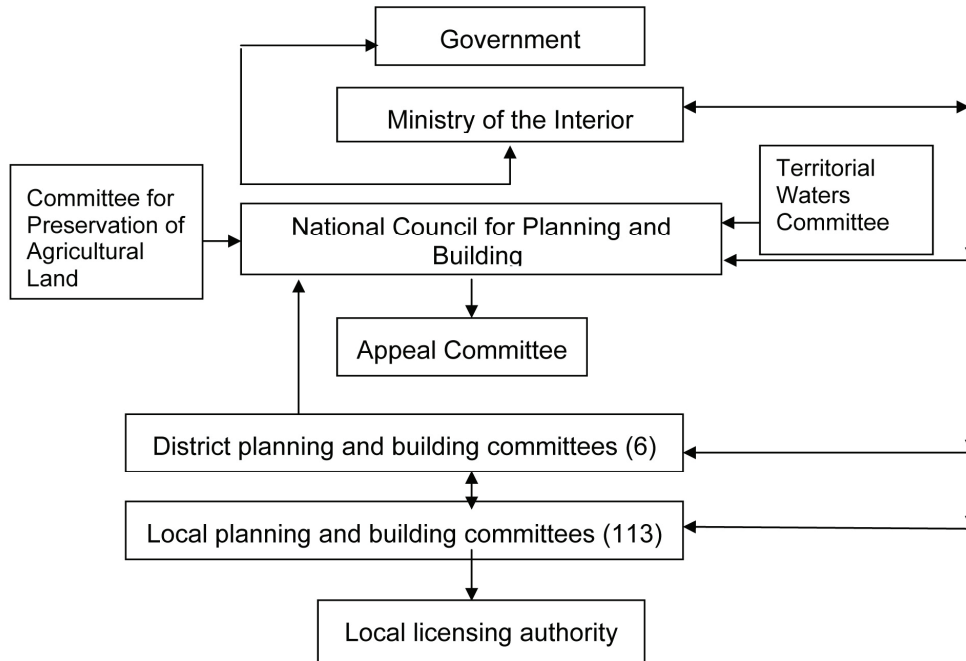 Government
Ministry of the Interior
Territorial
Waters
Committee
Committee for
Preservation of
Agricultural
Land
National Council for Planning and
Building
Appeal Committee
District planning and building committees (6)
Local planning and building committees (113)
Local licensing authority